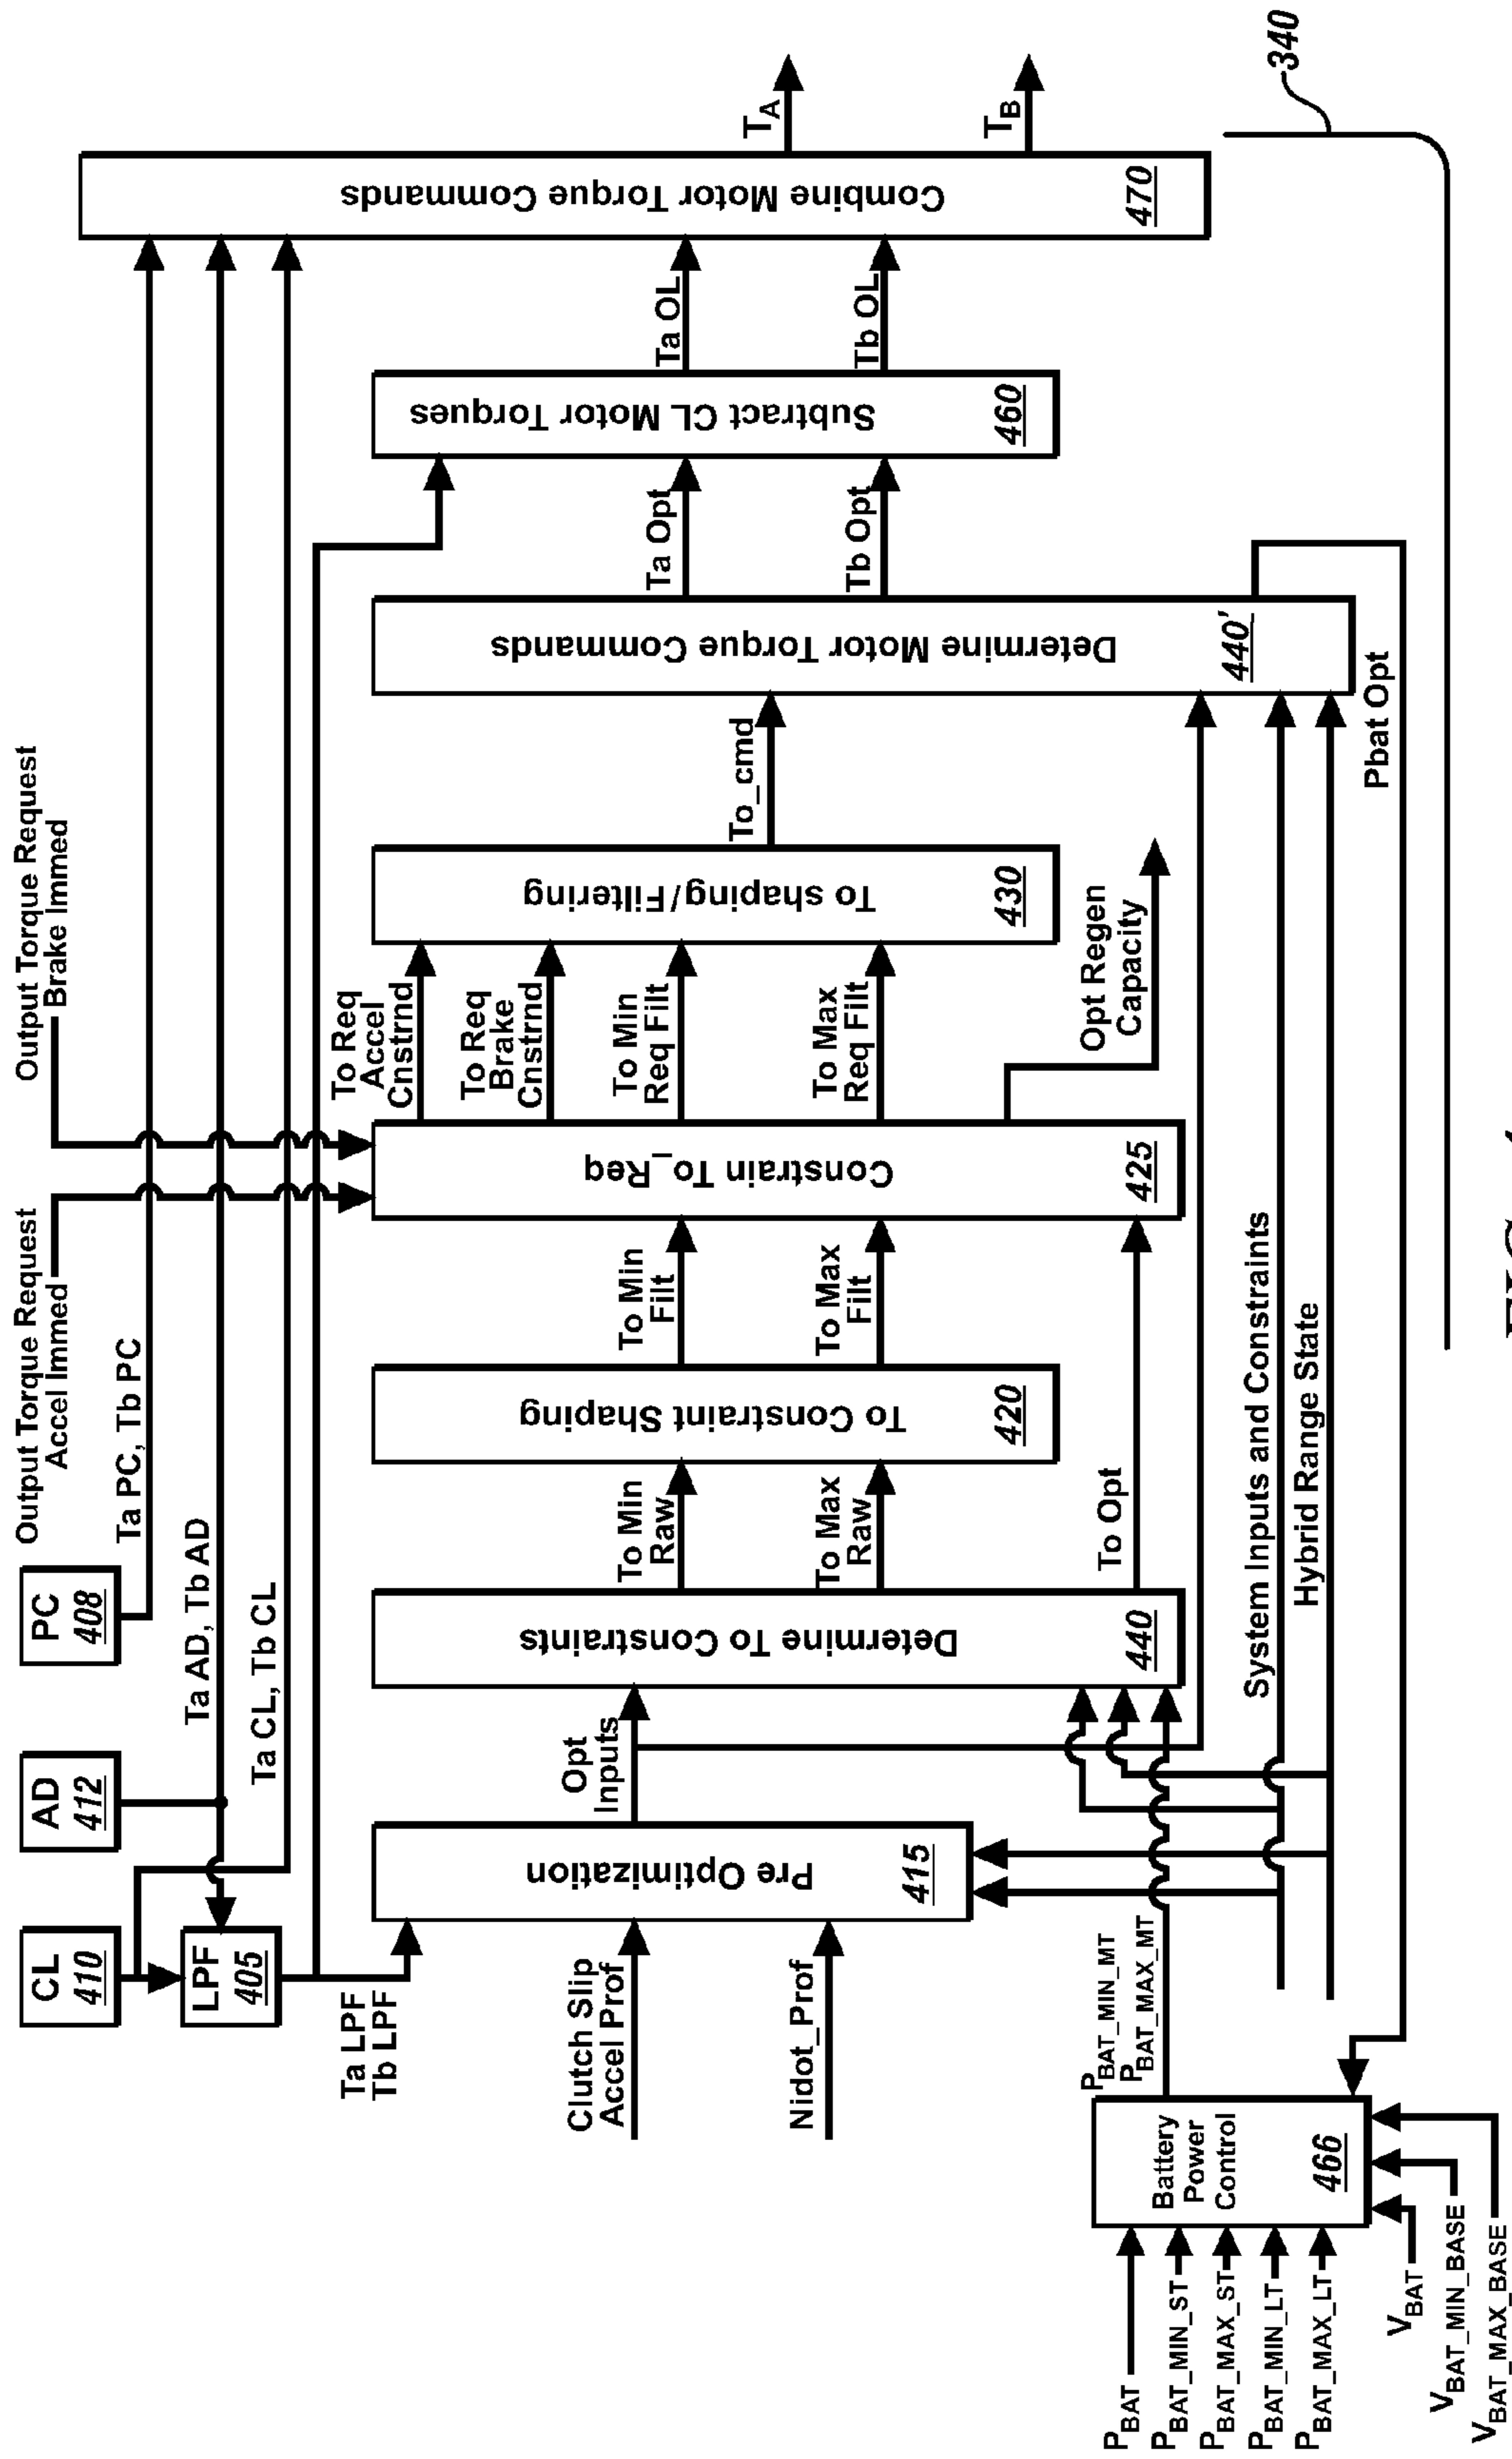 Output Torque Request
Brake Immed
Output Torque Request
Accel Immed
PC
408
AD
412
CL
410
LPF
405
Ta PC, Tb PC
Ta AD, Tb AD
Ta CL, Tb CL
Ta LPF
Tb LPF
Clutch Slip
Accel Prof
Nidot_Prof
Pre Optimization
415
Opt
Inputs
Determine To Constraints
440
To Min
Raw
To Max
Raw
To Opt
To Constraint Shaping
420
To Min
Filt
To Max
Filt
Constrain To_Req
425
To Req
Accel
Cnstrnd
To Req
Brake
Cnstrnd
To Min
Req Filt
To Max
Req Filt
Opt Regen
Capacity
To shaping/Filtering
430
To_cmd
Determine Motor Torque Commands
440'
Ta Opt
Tb Opt
Pbat Opt
Subtract CL Motor Torques
460
Ta OL
Tb OL
Combine Motor Torque Commands
470
TA
TB
340
System Inputs and Constraints
Hybrid Range State
PBAT_MIN_MT
PBAT_MAX_MT
Battery
Power
Control
466
PBAT
PBAT_MIN_ST
PBAT_MAX_ST
PBAT_MIN_LT
PBAT_MAX_LT
VBAT
VBAT_MIN_BASE
VBAT_MAX_BASE